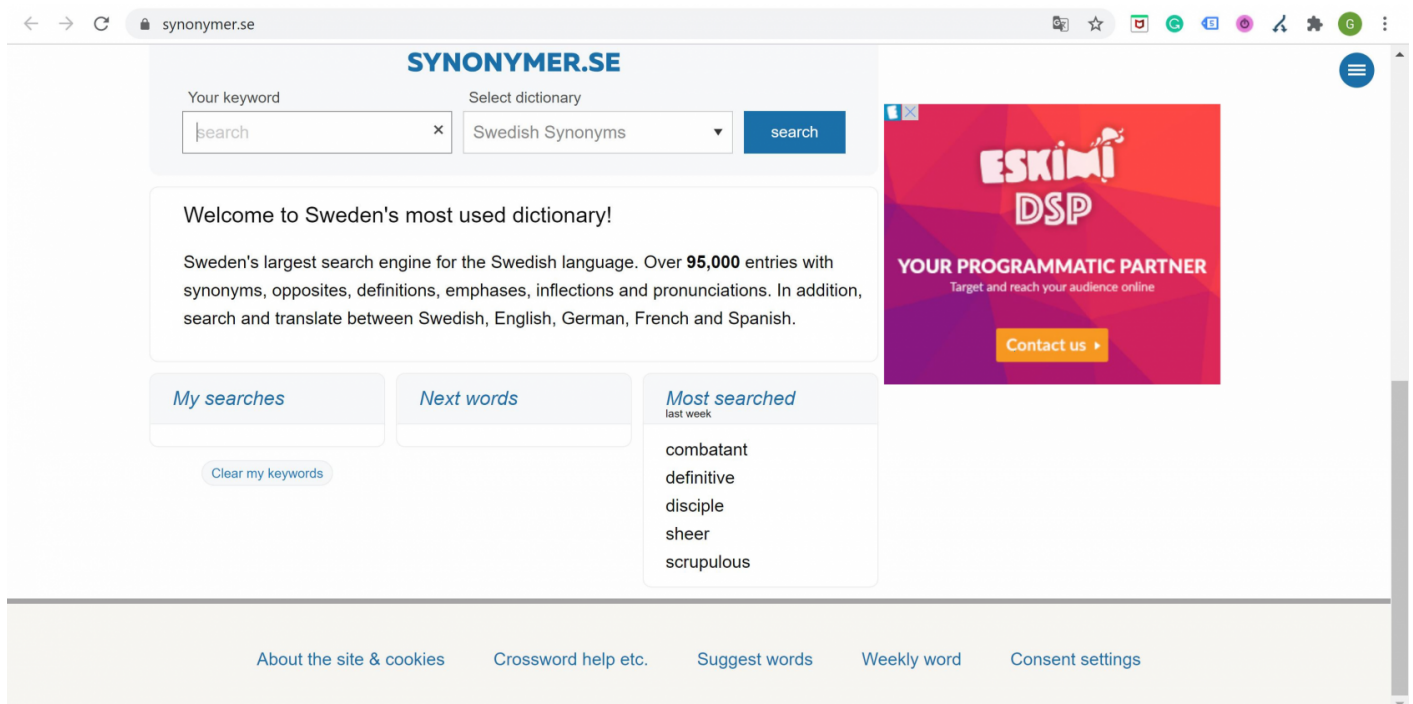 synonymer.se
G
SYNONYMER.SE
Your keyword
Select dictionary
search
Swedish Synonyms
search
Welcome to Sweden's most used dictionary!
Sweden's largest search engine for the Swedish language. Over 95,000 entries with
synonyms, opposites, definitions, emphases, inflections and pronunciations. In addition,
search and translate between Swedish, English, German, French and Spanish.
ESKIMI
DSP
YOUR PROGRAMMATIC PARTNER
Target and reach your audience online
Contact us
My searches
Clear my keywords
Next words
Most searched
last week
combatant
definitive
disciple
sheer
scrupulous
About the site & cookies
Crossword help etc.
Suggest words
Weekly word
Consent settings